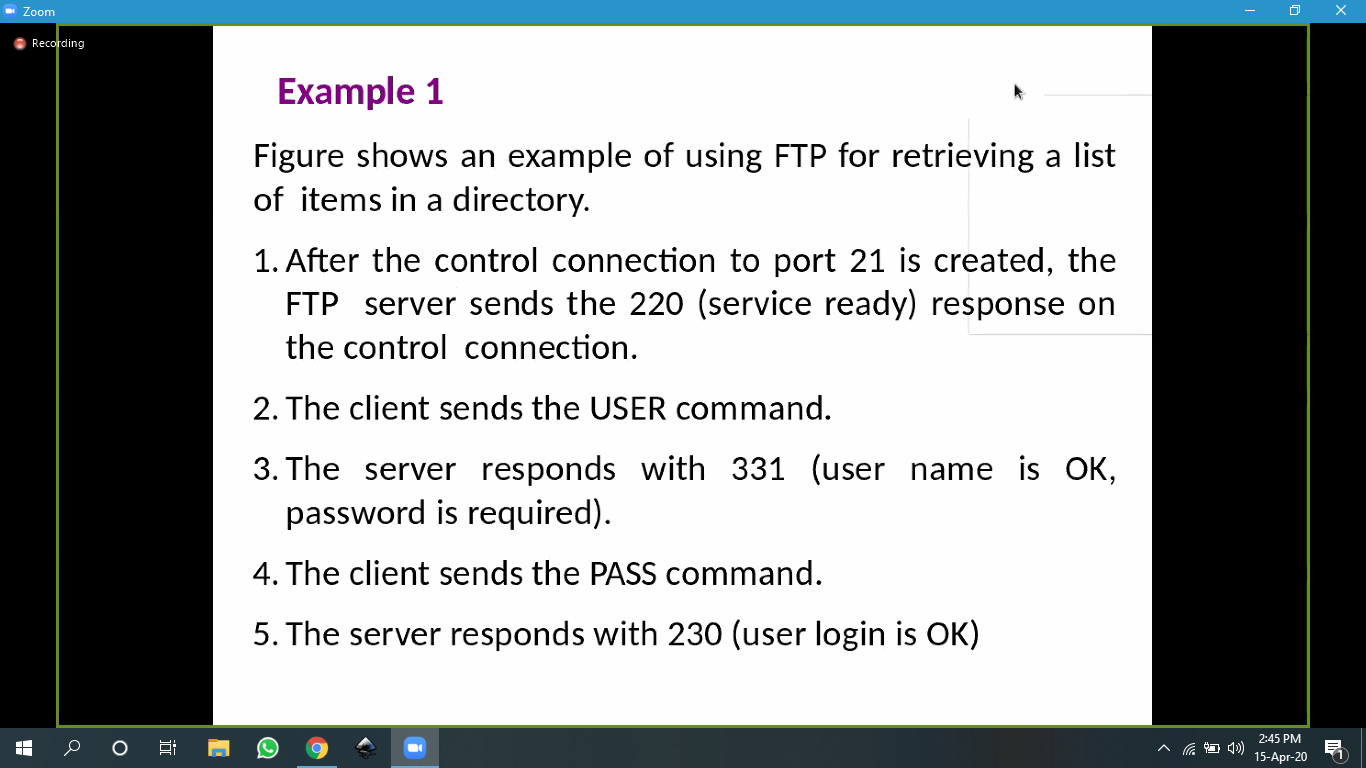 Zoom
Recording
Example 1
Figure shows an example of using FTP for retrieving a list
of items in a directory.
1. After the control connection to port 21 is created, the
FTP server sends the 220 (service ready) response on
the control connection.
2. The client sends the USER command.
3. The server responds with 331 (user name is OK,
password is required).
4. The client sends the PASS command.
5. The server responds with 230 (user login is OK)
2:45 PM
15-Apr-20
1